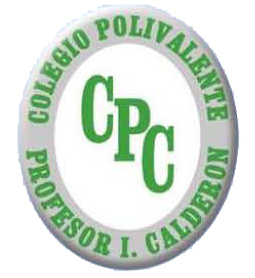 COLEGIO POLIVALENTE
CPC
PROFESOR I. CALDERON